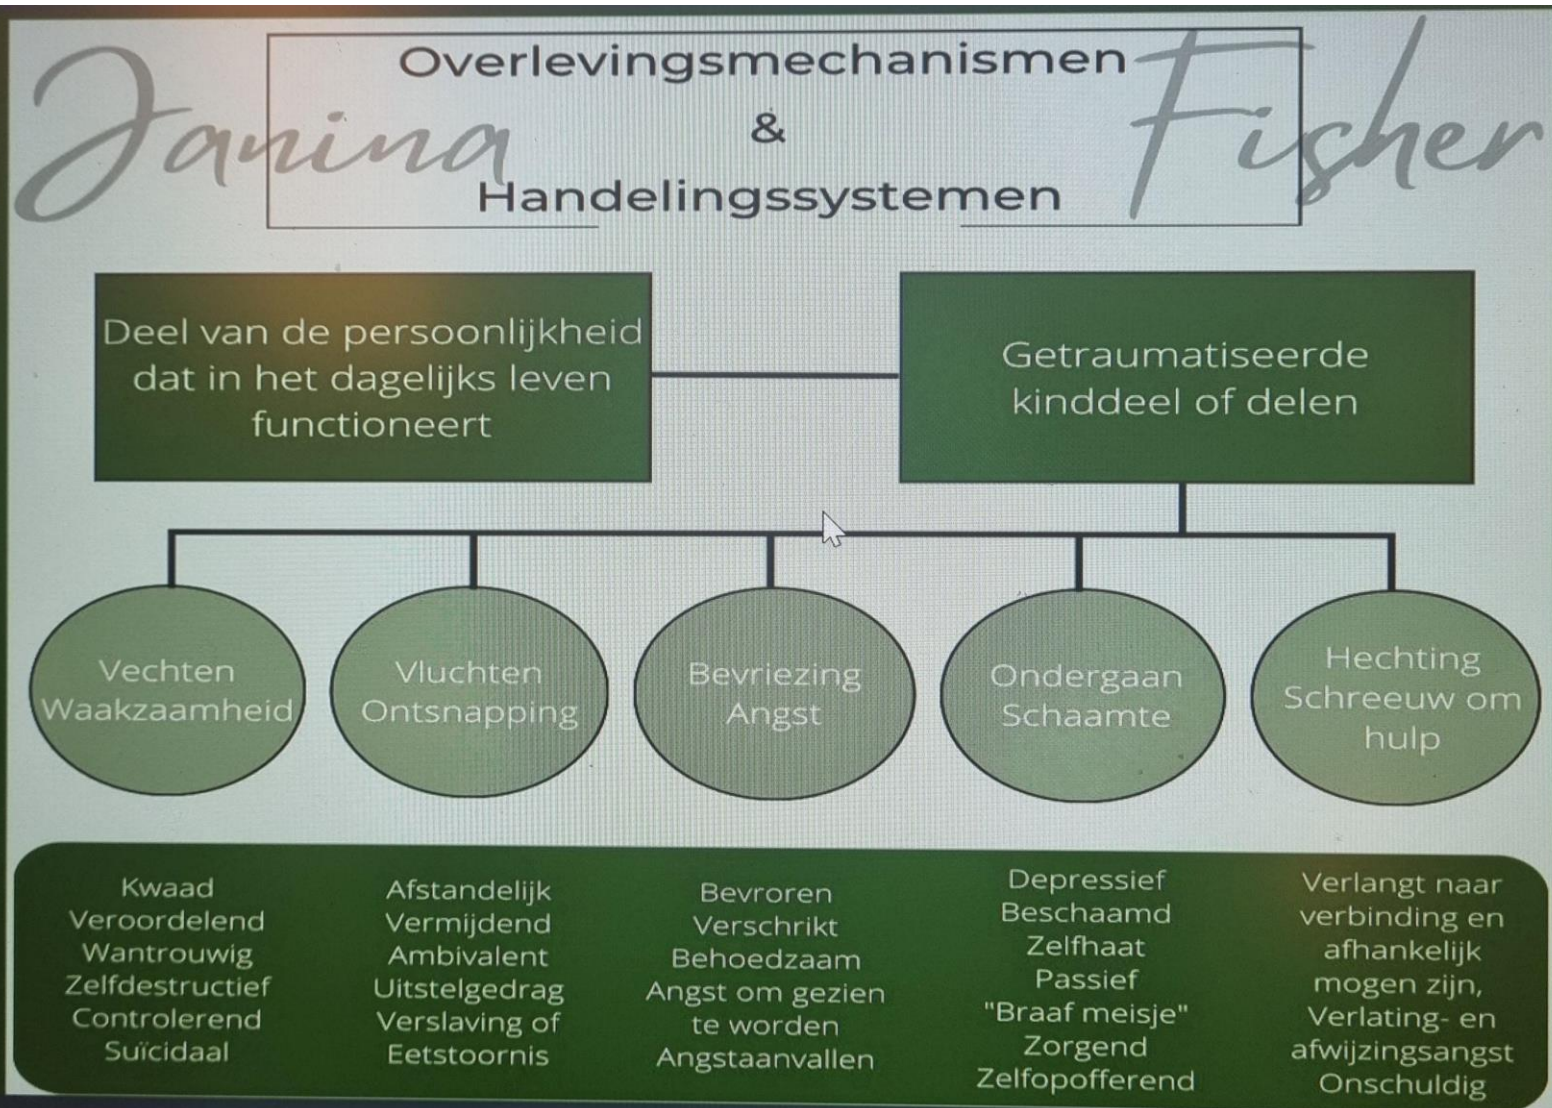 Janina Fisher
Overlevingsmechanismen
&
Handelingssystemen
Deel van de persoonlijkheid
dat in het dagelijks leven
functioneert
Getraumatiseerde
kinddeel of delen
Vechten
Waakzaamheid
Vluchten
Ontsnapping
Bevriezing
Angst
Ondergaan
Schaamte
Hechting
Schreeuw om
hulp
Kwaad
Veroordelend
Wantrouwig
Zelfdestructief
Controlerend
Suïcidaal
Afstandelijk
Vermijdend
Ambivalent
Uitstelgedrag
Verslaving of
Eetstoornis
Bevroren
Verschrikt
Behoedzaam
Angst om gezien
te worden
Angstaanvallen
Depressief
Beschaamd
Zelfhaat
Passief
"Braaf meisje"
Zorgend
Zelfopofferend
Verlangt naar
verbinding en
afhankelijk
mogen zijn,
Verlating- en
afwijzingsangst
Onschuldig